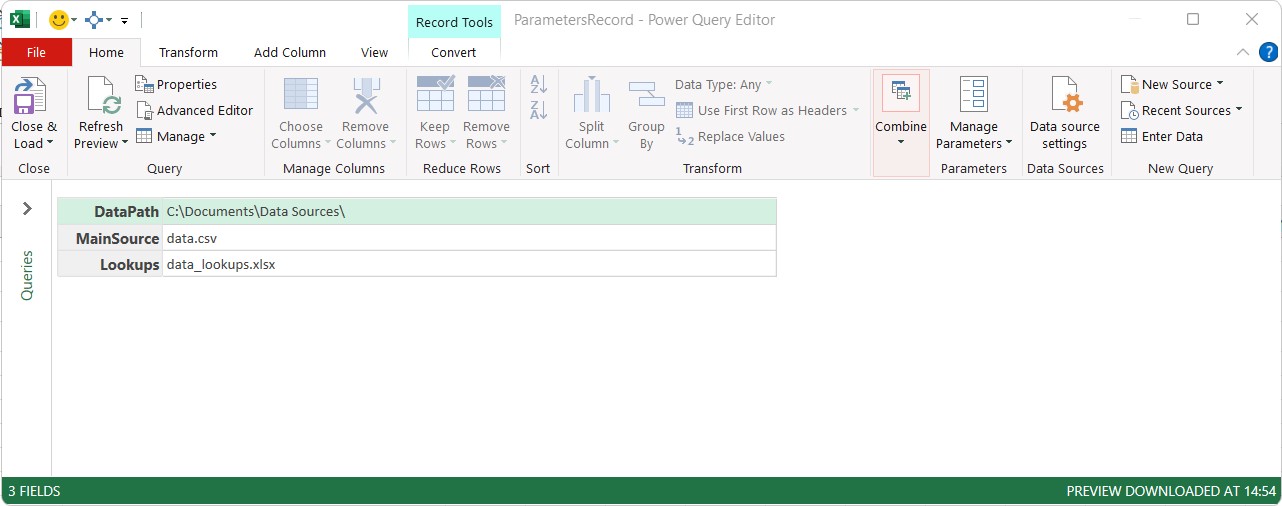 Record Tools
ParametersRecord - Power Query Editor
File
Home
Transform
Add Column
View
Convert
?
Close &
Load
Refresh
Preview
Properties
Advanced Editor
Manage
Choose
Columns
Remove
Columns
Keep
Rows
Remove
Rows
A
Z
Z
A
Split
Column
Group
By
Data Type: Any
Use First Row as Headers
1
2
Replace Values
Combine
Manage
Parameters
Data source
settings
New Source
Recent Sources
Enter Data
Close
Query
Manage Columns
Reduce Rows
Sort
Transform
Parameters
Data Sources
New Query
Queries
DataPath C:\Documents\Data Sources\
MainSource data.csv
Lookups data_lookups.xlsx
3 FIELDS
PREVIEW DOWNLOADED AT 14:54